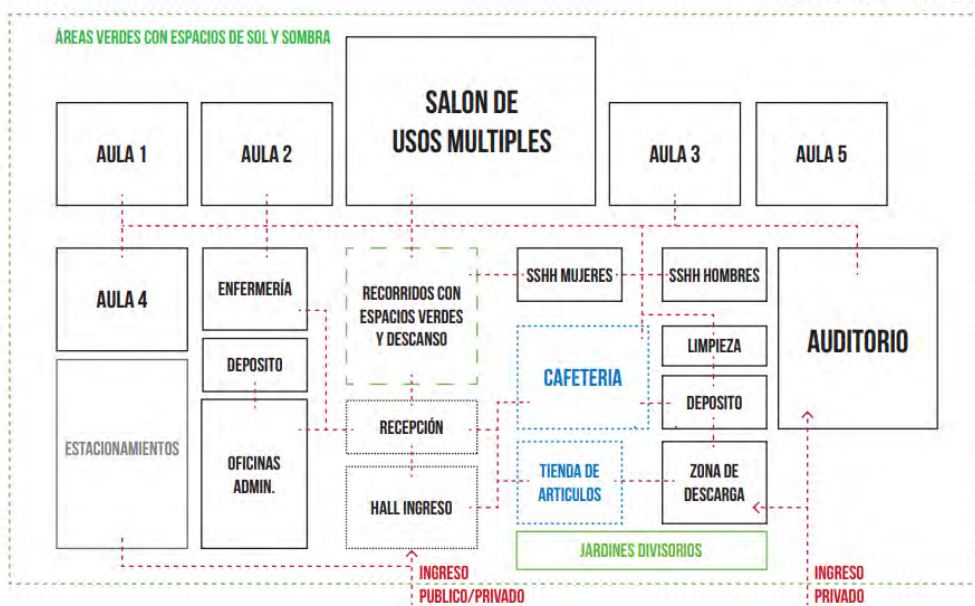 ÁREAS VERDES CON ESPACIOS DE SOL Y SOMBRA
SALON DE
USOS MULTIPLES
AULA 1
AULA 2
AULA 3
AULA 5
AULA 4
ENFERMERÍA
RECORRIDOS CON
ESPACIOS VERDES
Y DESCANSO
SSHH MUJERES
SSHH HOMBRES
AUDITORIO
LIMPIEZA
DEPOSITO
CAFETERIA
DEPOSITO
RECEPCIÓN
ESTACIONAMIENTOS
OFICINAS
ADMIN.
TIENDA DE
ARTICULOS
ZONA DE
DESCARGA
HALL INGRESO
JARDINES DIVISORIOS
INGRESO
PUBLICO/PRIVADO
INGRESO
PRIVADO